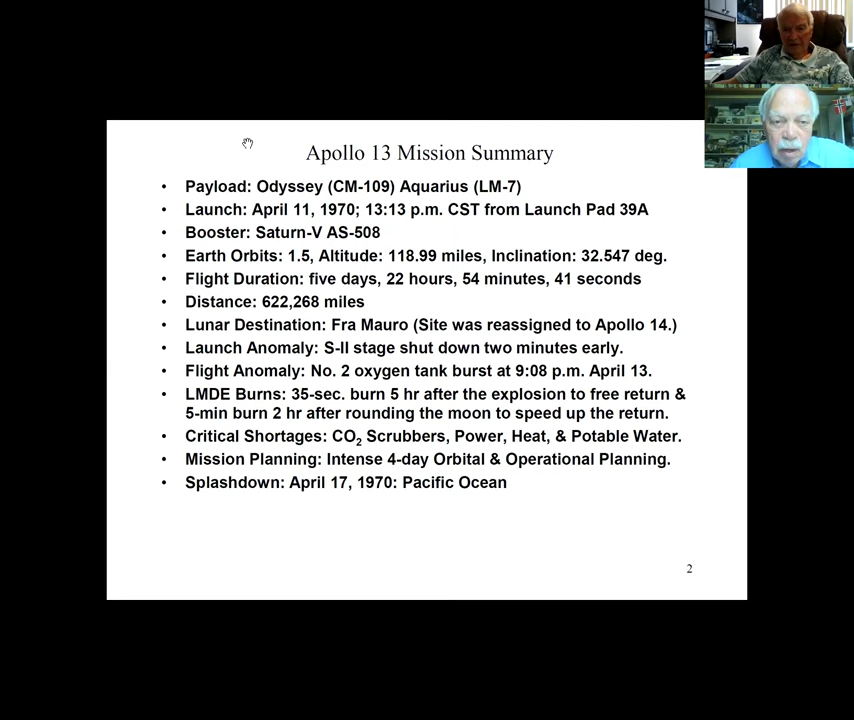 Apollo 13 Mission Summary
• Payload: Odyssey (CM-109) Aquarius (LM-7)
• Launch: April 11, 1970; 13:13 p.m. CST from Launch Pad 39A
• Booster: Saturn-V AS-508
• Earth Orbits: 1.5, Altitude: 118.99 miles, Inclination: 32.547 deg.
• Flight Duration: five days, 22 hours, 54 minutes, 41 seconds
• Distance: 622,268 miles
• Lunar Destination: Fra Mauro (Site was reassigned to Apollo 14.)
• Launch Anomaly: S-II stage shut down two minutes early.
• Flight Anomaly: No. 2 oxygen tank burst at 9:08 p.m. April 13.
• LMDE Burns: 35-sec. burn 5 hr after the explosion to free return &
5-min burn 2 hr after rounding the moon to speed up the return.
• Critical Shortages: CO₂ Scrubbers, Power, Heat, & Potable Water.
• Mission Planning: Intense 4-day Orbital & Operational Planning.
• Splashdown: April 17, 1970: Pacific Ocean
2